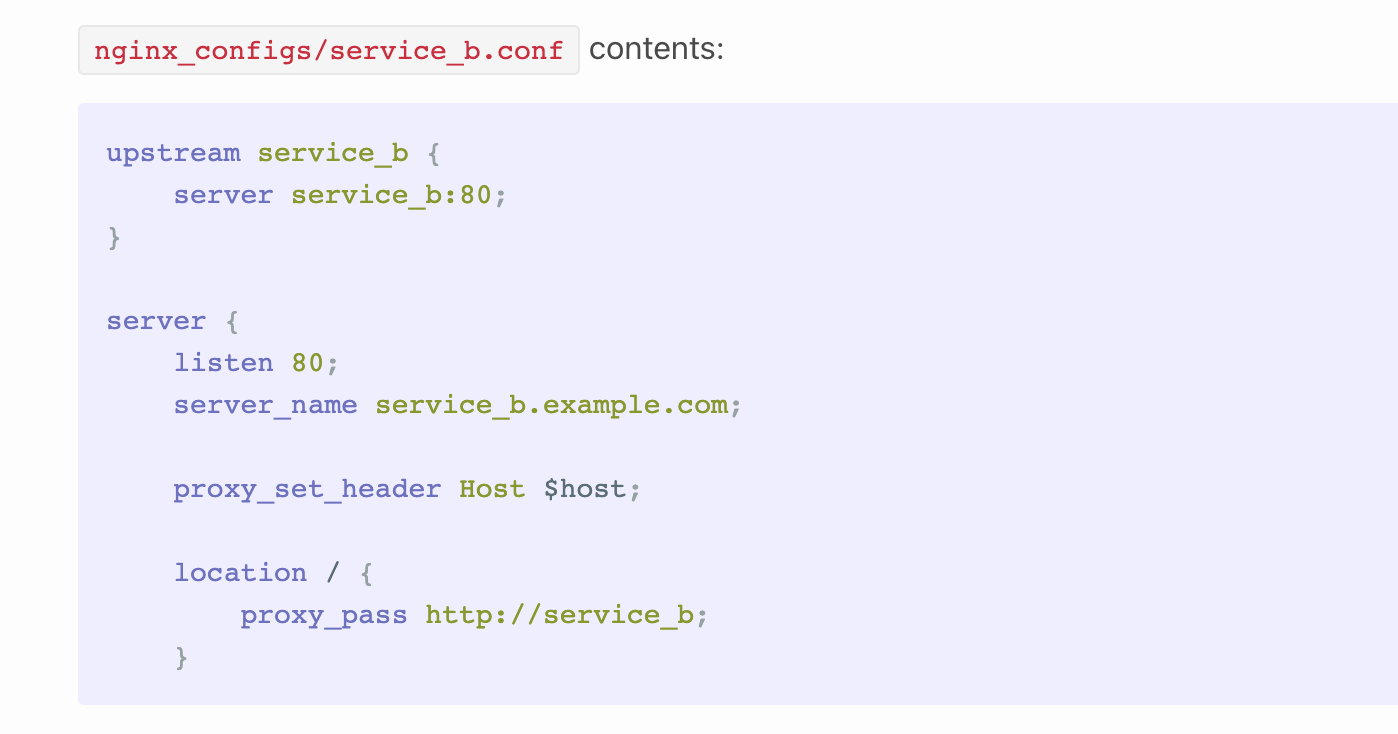 nginx_configs/service_b.conf contents:
upstream service_b {
    server service_b:80;
}
server {
    listen 80;
    server_name service_b.example.com;
    proxy_set_header Host $host;
    location / {
        proxy_pass http://service_b;
    }